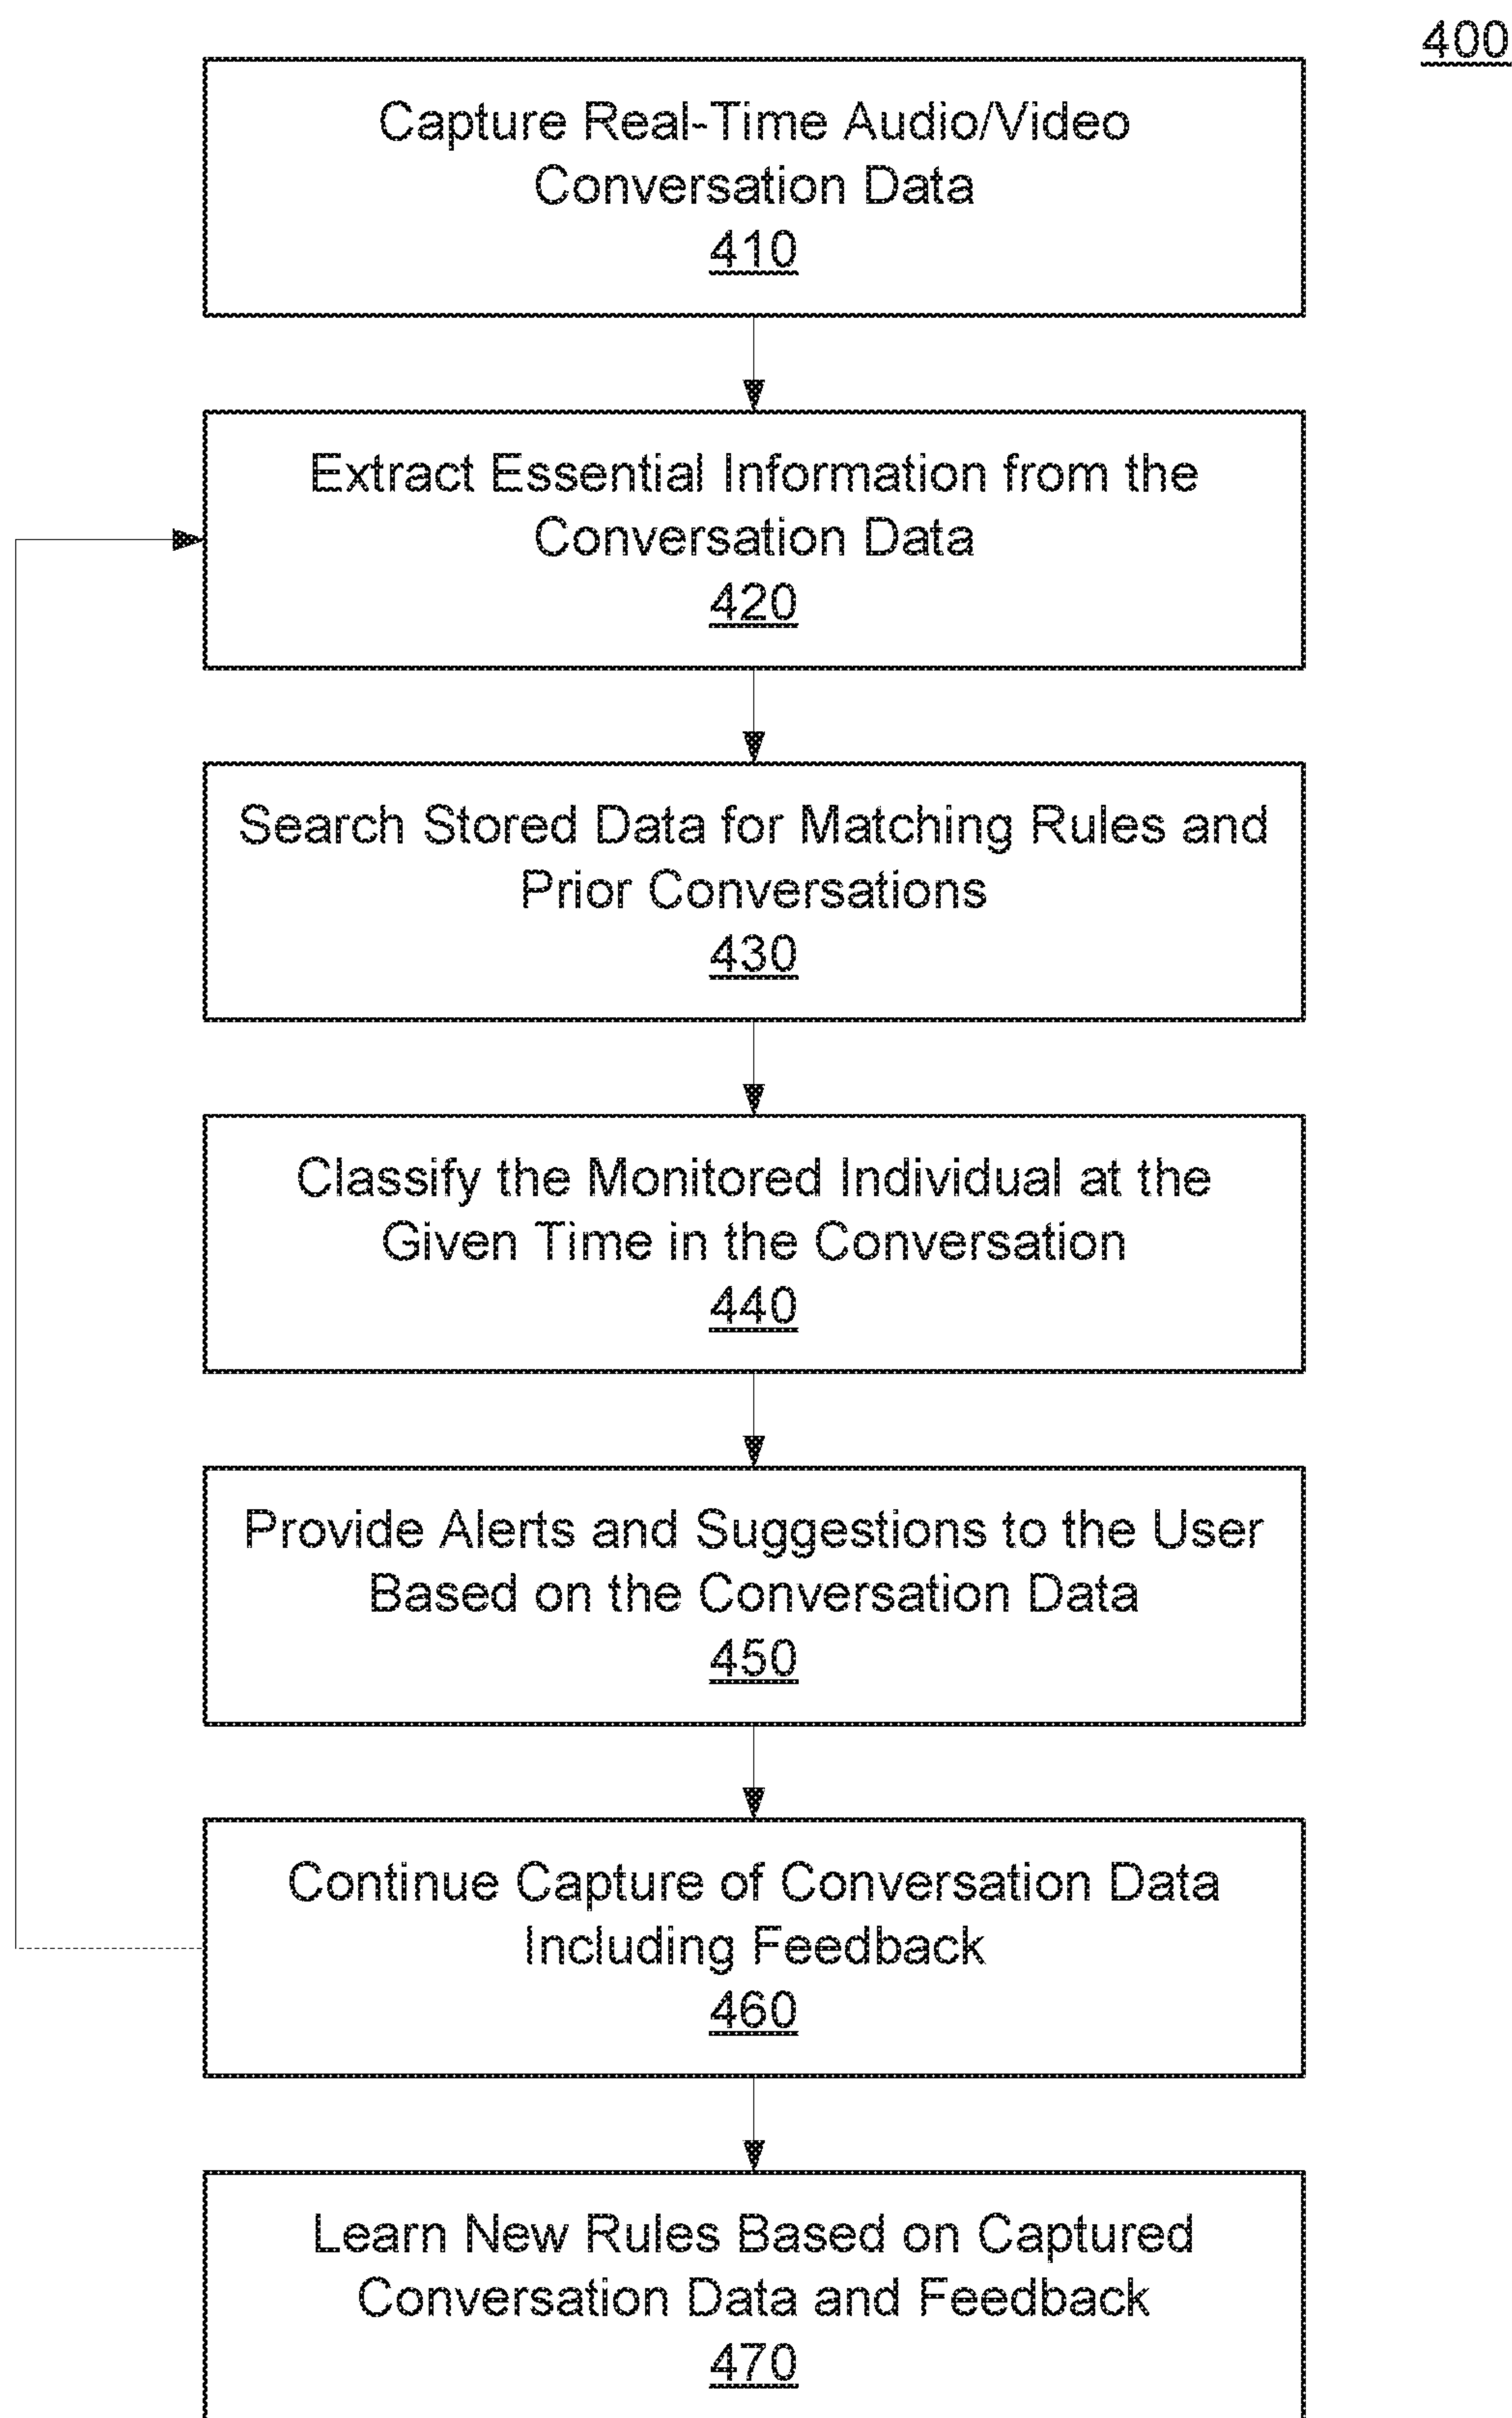 400
Capture Real-Time Audio/Video
Conversation Data
410
Extract Essential Information from the
Conversation Data
420
Search Stored Data for Matching Rules and
Prior Conversations
430
Classify the Monitored Individual at the
Given Time in the Conversation
440
Provide Alerts and Suggestions to the User
Based on the Conversation Data
450
Continue Capture of Conversation Data
Including Feedback
460
Learn New Rules Based on Captured
Conversation Data and Feedback
470